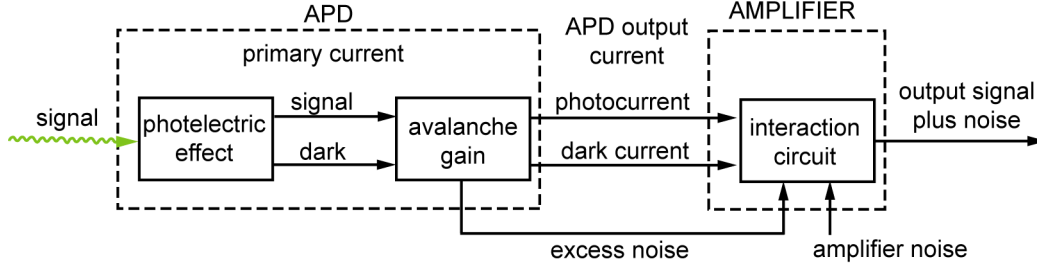 APD
AMPLIFIER
primary current
APD output
current
signal
photelectric
effect
signal
dark
avalanche
gain
photocurrent
dark current
interaction
circuit
output signal
plus noise
excess noise
amplifier noise